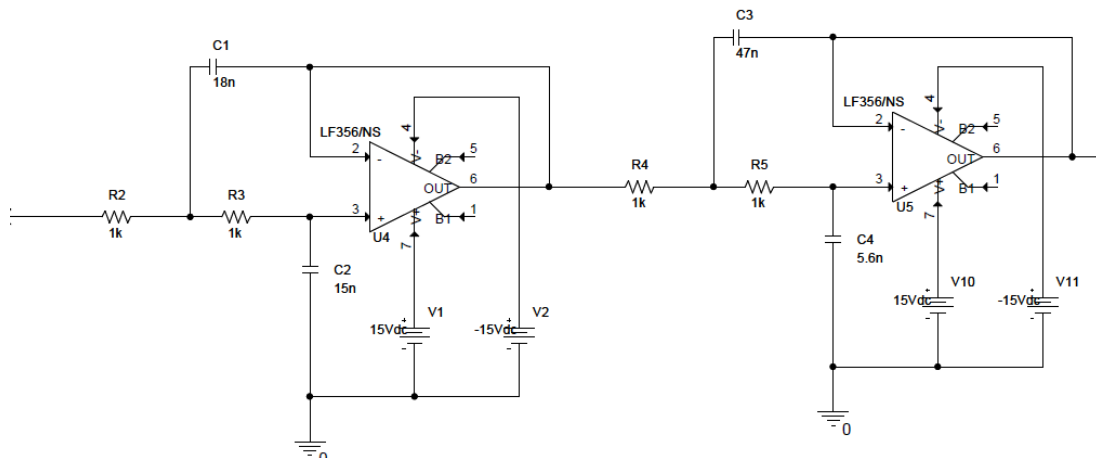 C1
18n
LF356/NS
4
V-
2
-
B2
5
OUT
6
R2
1k
R3
1k
3
+
V+
B1
1
U4
7
C2
15n
V1
15Vdc
+
-
V2
-15Vdc
+
-
0
C3
47n
LF356/NS
4
V-
2
-
B2
5
OUT
6
R4
1k
R5
1k
3
+
V+
B1
1
U5
7
C4
5.6n
V10
15Vdc
+
-
V11
-15Vdc
+
-
0